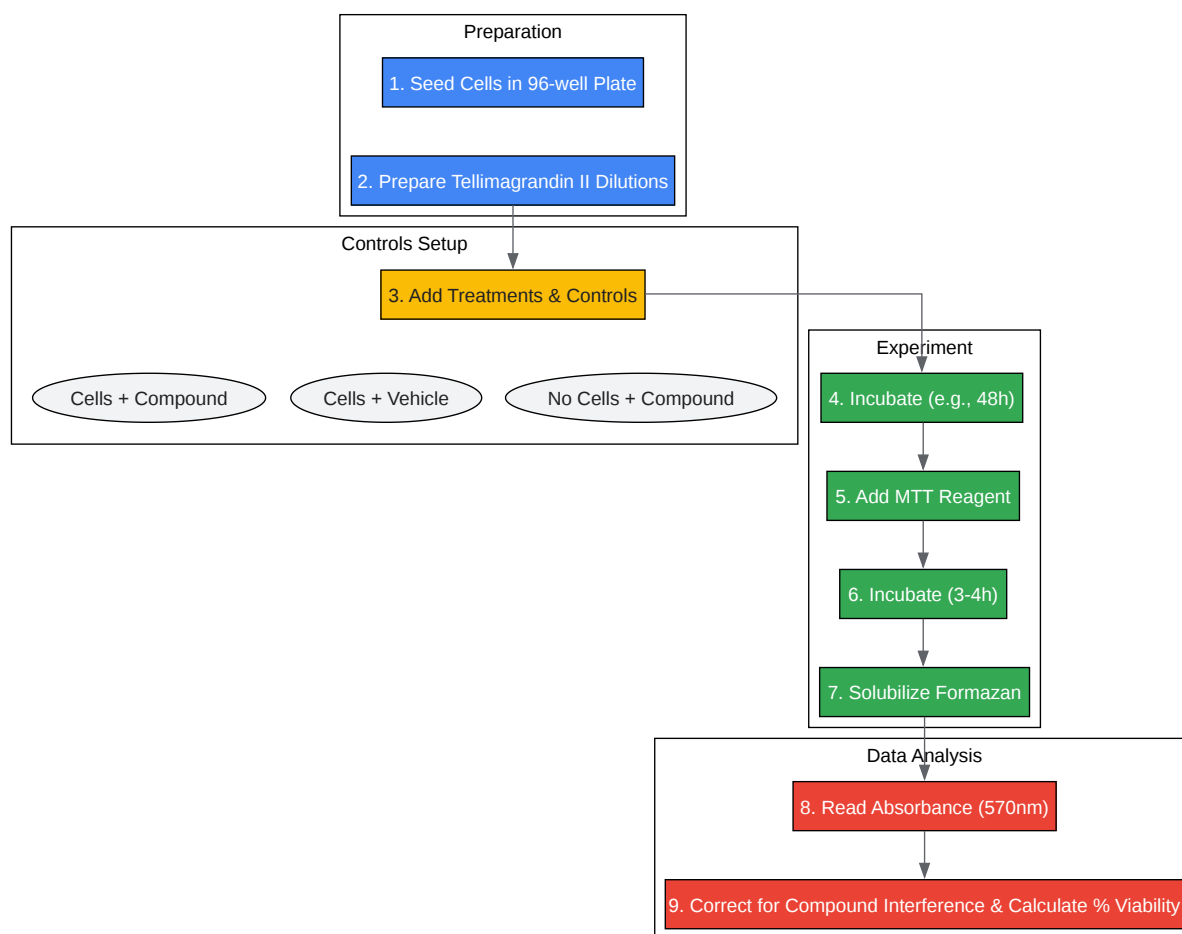 Preparation
1. Seed Cells in 96-well Plate
2. Prepare Tellimagrandin II Dilutions
Controls Setup
3. Add Treatments & Controls
Cells + Compound
Cells + Vehicle
No Cells + Compound
Experiment
4. Incubate (e.g., 48h)
5. Add MTT Reagent
6. Incubate (3-4h)
7. Solubilize Formazan
Data Analysis
8. Read Absorbance (570nm)
9. Correct for Compound Interference & Calculate % Viability